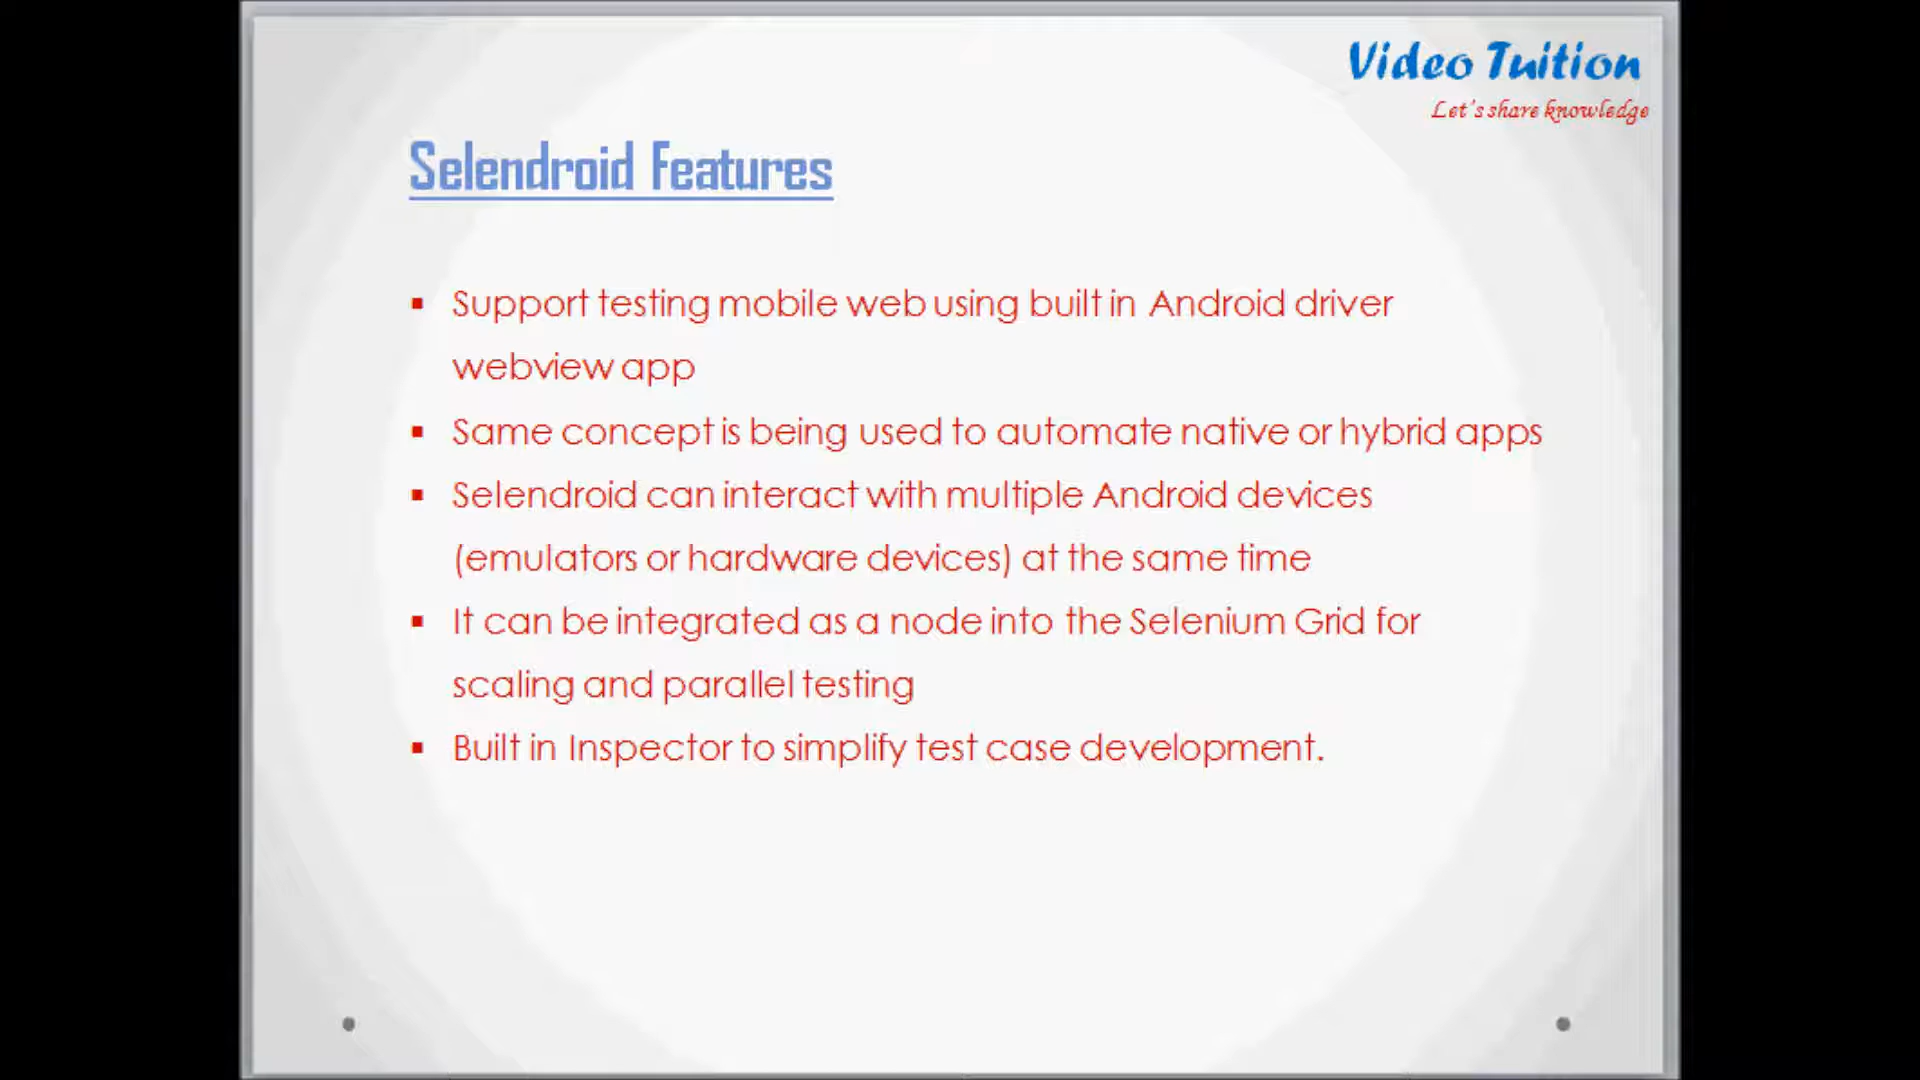 Video Tuition
Let's share knowledge
Selendroid Features
▪ Support testing mobile web using built in Android driver
webview app
▪ Same concept is being used to automate native or hybrid apps
▪ Selendroid can interact with multiple Android devices
(emulators or hardware devices) at the same time
▪ It can be integrated as a node into the Selenium Grid for
scaling and parallel testing
▪ Built in Inspector to simplify test case development.